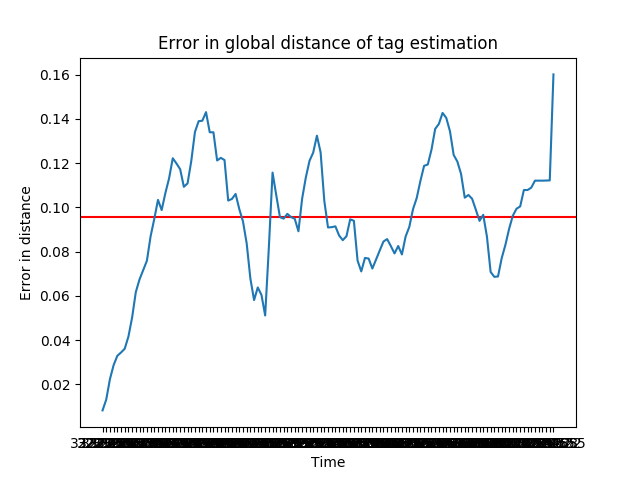 Error in global distance of tag estimation
0.16
0.14
0.12
0.10
0.08
0.06
0.04
0.02
Error in distance
Time